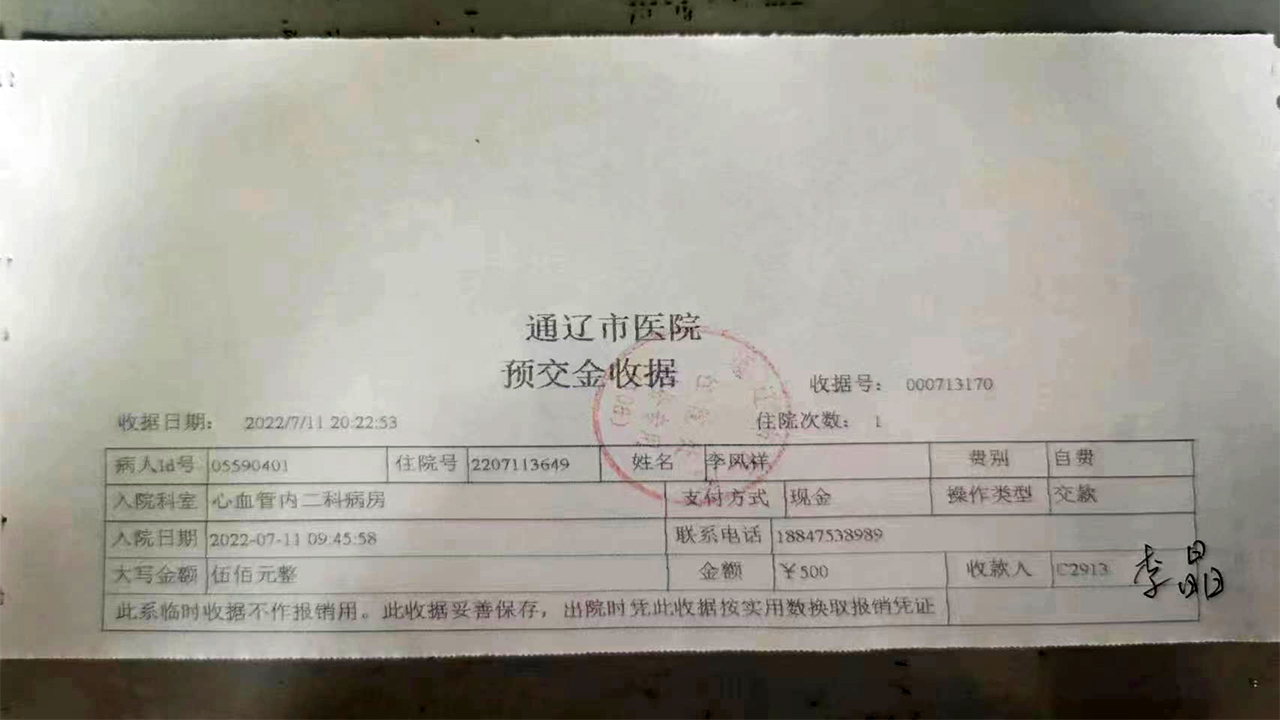 通辽市医院
预交金收据
收据号： 000713170
收据日期： 2022/7/11 20:22:53 住院次数： 1
病人id号 05590401 住院号 2207113649 姓名 李风祥 费别 自费
入院科室 心血管内二科病房 支付方式 现金 操作类型 交款
入院日期 2022-07-11 09:45:58 联系电话 18847538989
大写金额 伍佰元整 金额 ￥500 收款人 C2913 李晶
此系临时收据不作报销用。此收据妥善保存，出院时凭此收据按实用数换取报销凭证